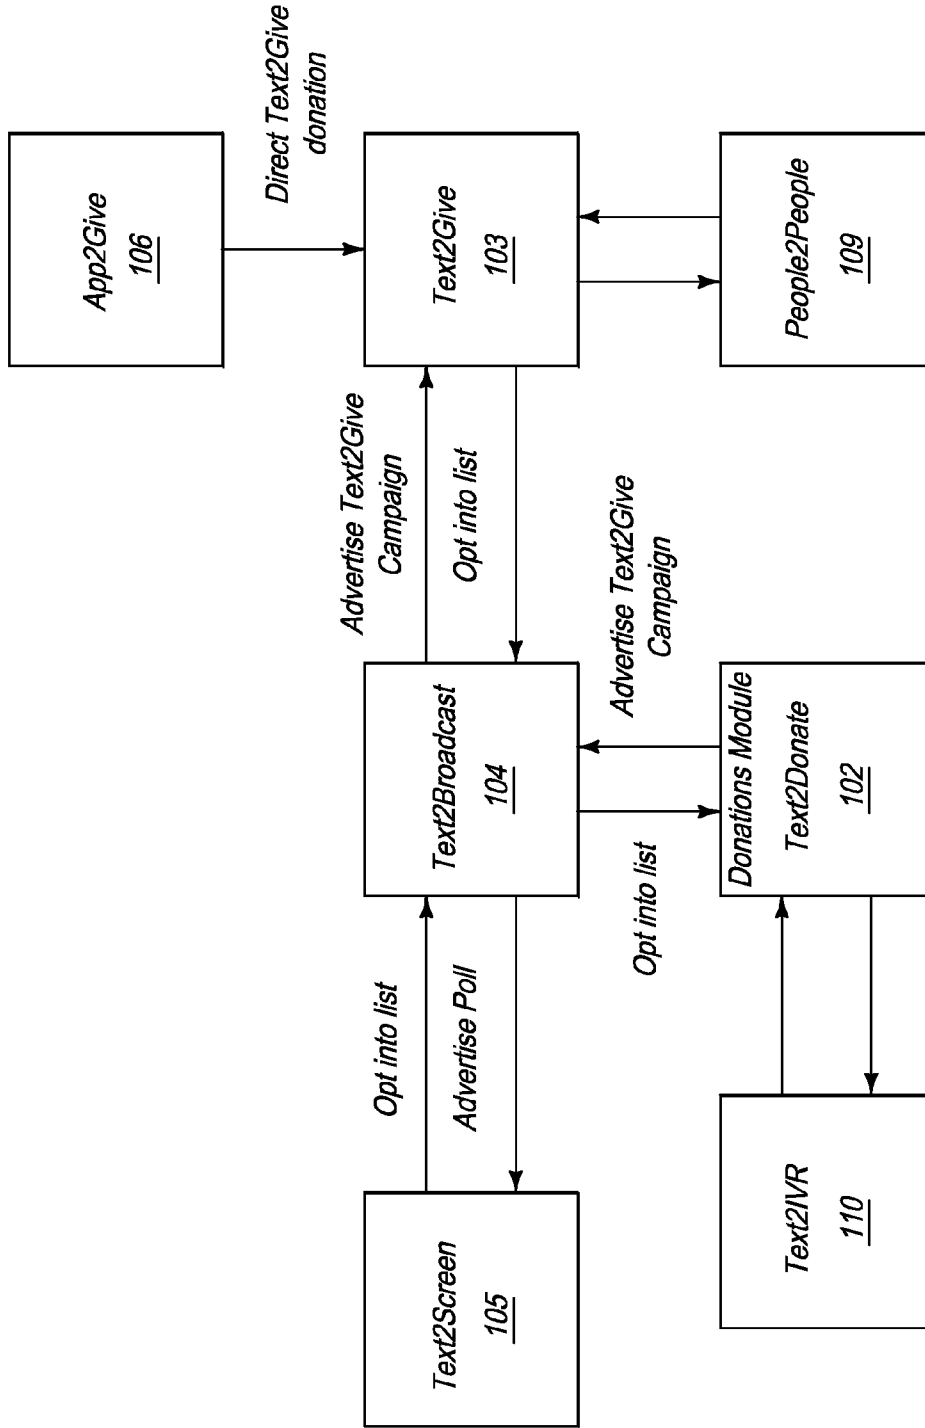 Text2Screen
105
Opt into list
Advertise Poll
Text2Broadcast
104
Advertise Text2Give
Campaign
Opt into list
App2Give
106
Direct Text2Give
donation
Text2Give
103
Text2IVR
110
Opt into list
Advertise Text2Give
Campaign
Donations Module
Text2Donate
102
People2People
109